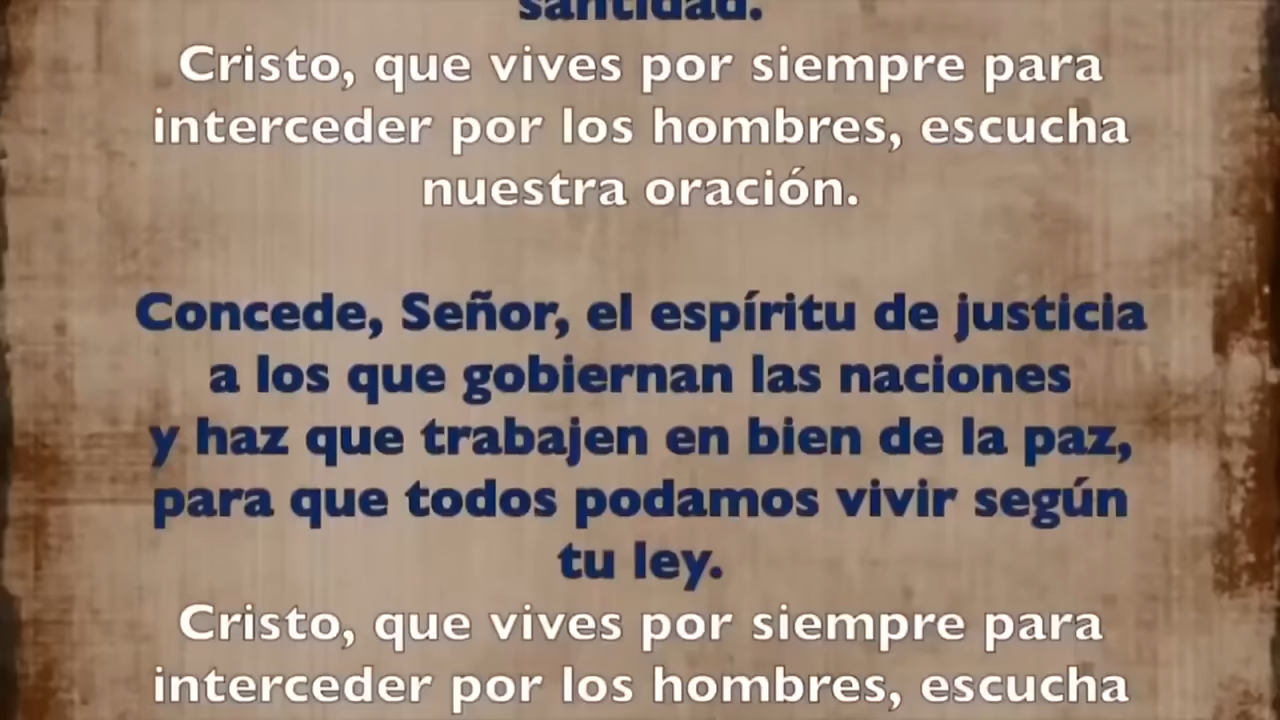 santidad.
Cristo, que vives por siempre para
interceder por los hombres, escucha
nuestra oración.
Concede, Señor, el espíritu de justicia
a los que gobiernan las naciones
y haz que trabajen en bien de la paz,
para que todos podamos vivir según
tu ley.
Cristo, que vives por siempre para
interceder por los hombres, escucha